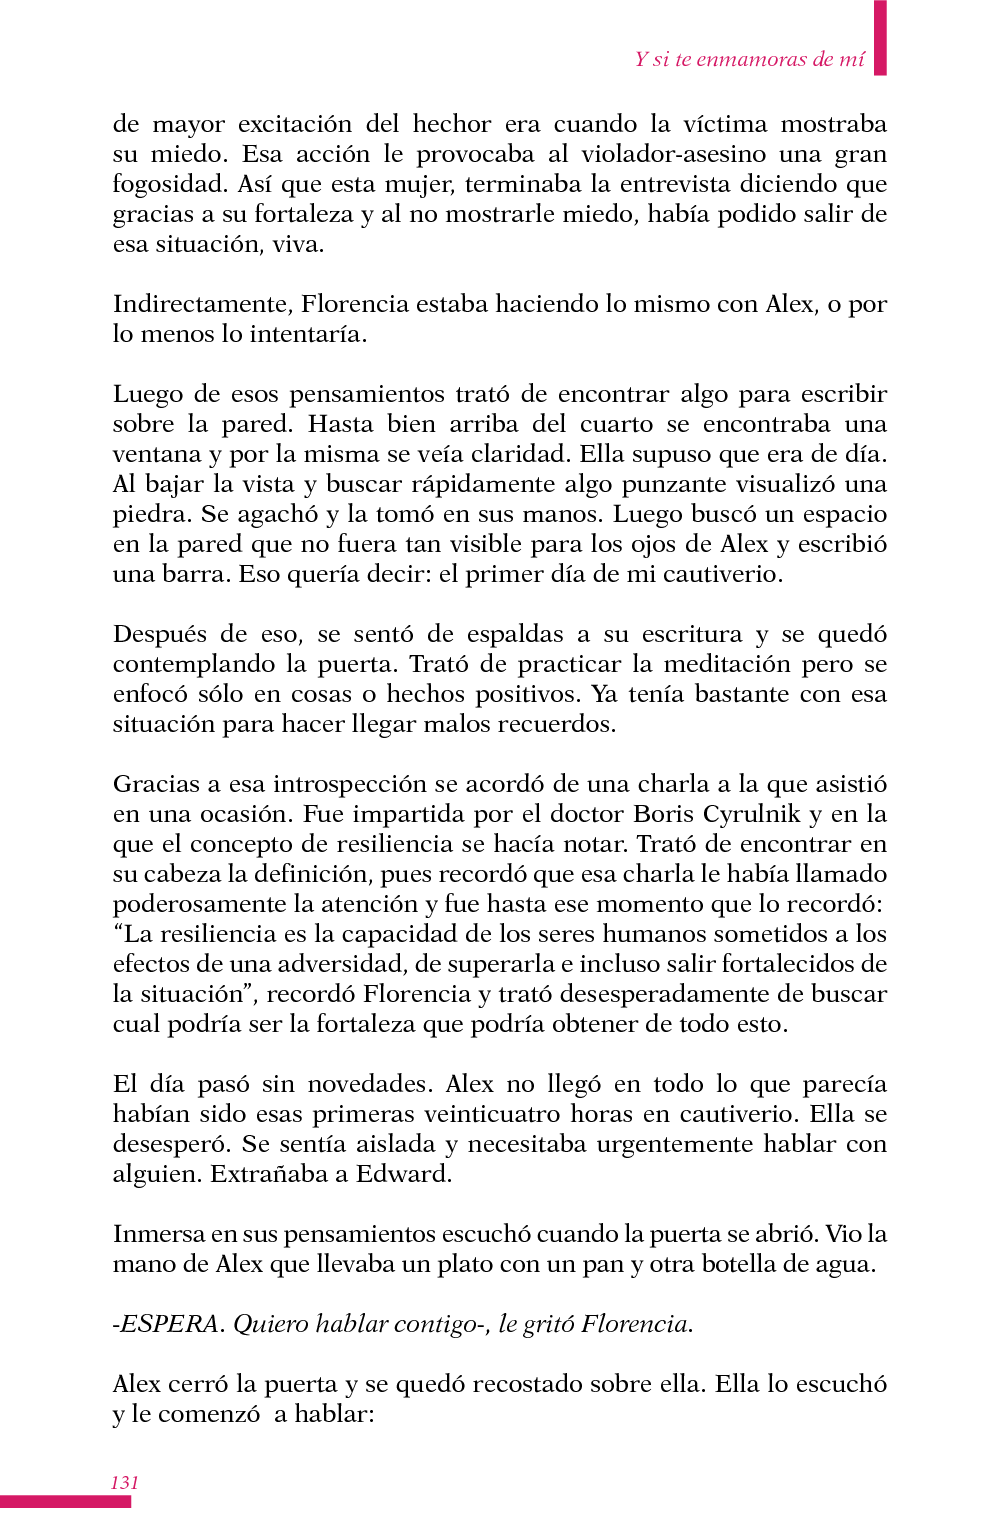 Y si te enmamoras de mí
de mayor excitación del hechor era cuando la víctima mostraba
su miedo. Esa acción le provocaba al violador-asesino una gran
fogosidad. Así que esta mujer, terminaba la entrevista diciendo que
gracias a su fortaleza y al no mostrarle miedo, había podido salir de
esa situación, viva.
Indirectamente, Florencia estaba haciendo lo mismo con Alex, o por
lo menos lo intentaría.
Luego de esos pensamientos trató de encontrar algo para escribir
sobre la pared. Hasta bien arriba del cuarto se encontraba una
ventana y por la misma se veía claridad. Ella supuso que era de día.
Al bajar la vista y buscar rápidamente algo punzante visualizó una
piedra. Se agachó y la tomó en sus manos. Luego buscó un espacio
en la pared que no fuera tan visible para los ojos de Alex y escribió
una barra. Eso quería decir: el primer día de mi cautiverio.
Después de eso, se sentó de espaldas a su escritura y se quedó
contemplando la puerta. Trató de practicar la meditación pero se
enfocó sólo en cosas o hechos positivos. Ya tenía bastante con esa
situación para hacer llegar malos recuerdos.
Gracias a esa introspección se acordó de una charla a la que asistió
en una ocasión. Fue impartida por el doctor Boris Cyrulnik y en la
que el concepto de resiliencia se hacía notar. Trató de encontrar en
su cabeza la definición, pues recordó que esa charla le había llamado
poderosamente la atención y fue hasta ese momento que lo recordó:
“La resiliencia es la capacidad de los seres humanos sometidos a los
efectos de una adversidad, de superarla e incluso salir fortalecidos de
la situación”, recordó Florencia y trató desesperadamente de buscar
cual podría ser la fortaleza que podría obtener de todo esto.
El día pasó sin novedades. Alex no llegó en todo lo que parecía
habían sido esas primeras veinticuatro horas en cautiverio. Ella se
desesperó. Se sentía aislada y necesitaba urgentemente hablar con
alguien. Extrañaba a Edward.
Inmersa en sus pensamientos escuchó cuando la puerta se abrió. Vio la
mano de Alex que llevaba un plato con un pan y otra botella de agua.
-ESPERA. Quiero hablar contigo-, le gritó Florencia.
Alex cerró la puerta y se quedó recostado sobre ella. Ella lo escuchó
y le comenzó  a hablar:
131